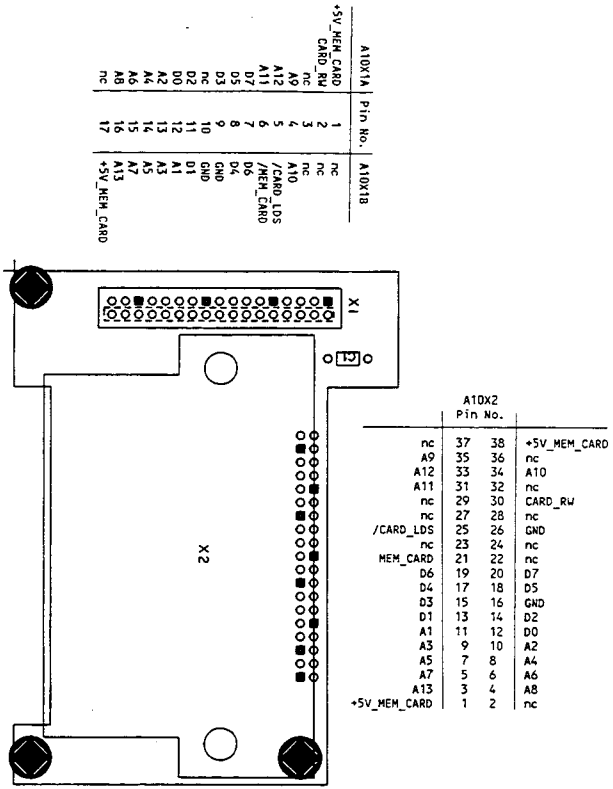 A10X1A Pin No. A10X1B
+5V_MEM_CARD 1 nc
CARD_RW 2 nc
nc 3 nc
A9 4 A10
A12 5 /CARD_LDS
A11 6 /MEM_CARD
D7 7 D6
D5 8 D4
D3 9 GND
nc 10 GND
D2 11 D1
D0 12 A1
A2 13 A3
A4 14 A5
A6 15 A7
A8 16 A13
nc 17 +5V_MEM_CARD
X1
C1
X2
A10X2
Pin No.
nc 37 38 +5V_MEM_CARD
A9 35 36 nc
A12 33 34 A10
A11 31 32 nc
nc 29 30 CARD_RW
nc 27 28 nc
/CARD_LDS 25 26 GND
nc 23 24 nc
MEM_CARD 21 22 nc
D6 19 20 D7
D4 17 18 D5
D3 15 16 GND
D1 13 14 D2
A1 11 12 D0
A3 9 10 A2
A5 7 8 A4
A7 5 6 A6
A13 3 4 A8
+5V_MEM_CARD 1 2 nc